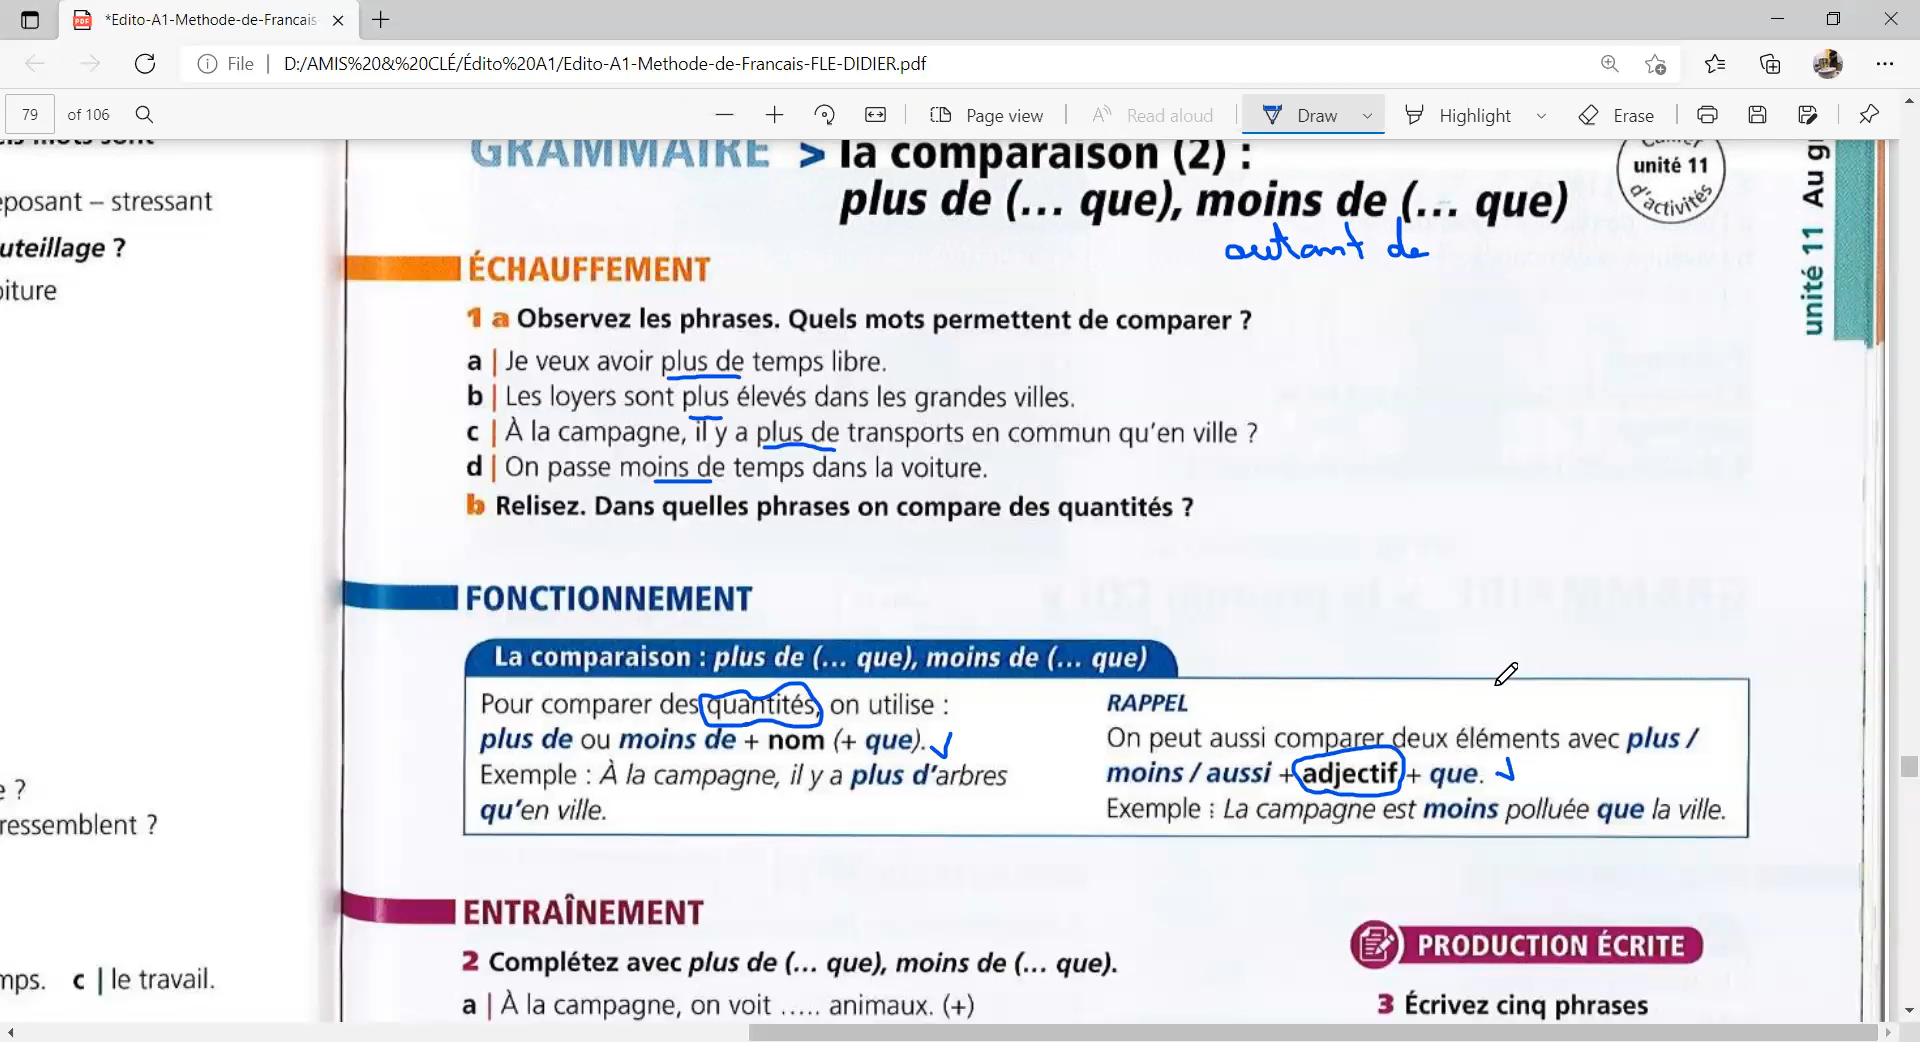 *Edito-A1-Methode-de-Francais
File
D:/AMIS%20&%20CLÉ/Édito%20A1/Edito-A1-Methode-de-Francais-FLE-DIDIER.pdf
79 of 106
Page view
Read aloud
Draw
Highlight
Erase
eposant – stressant
uteillage ?
oiture
e ?
ressemblent ?
mps. c | le travail.
GRAMMAIRE > la comparaison (2) :
plus de (... que), moins de (... que)
autant de
unité 11
d'activités
unité 11 Au g
ÉCHAUFFEMENT
1 a Observez les phrases. Quels mots permettent de comparer ?
a | Je veux avoir plus de temps libre.
b | Les loyers sont plus élevés dans les grandes villes.
c | À la campagne, il y a plus de transports en commun qu'en ville ?
d | On passe moins de temps dans la voiture.
b Relisez. Dans quelles phrases on compare des quantités ?
FONCTIONNEMENT
La comparaison : plus de (... que), moins de (... que)
Pour comparer des quantités, on utilise :
plus de ou moins de + nom (+ que).
Exemple : À la campagne, il y a plus d'arbres
qu'en ville.
RAPPEL
On peut aussi comparer deux éléments avec plus /
moins / aussi + adjectif + que.
Exemple : La campagne est moins polluée que la ville.
ENTRAÎNEMENT
2 Complétez avec plus de (... que), moins de (... que).
a | À la campagne, on voit ..... animaux. (+)
PRODUCTION ÉCRITE
3 Écrivez cinq phrases